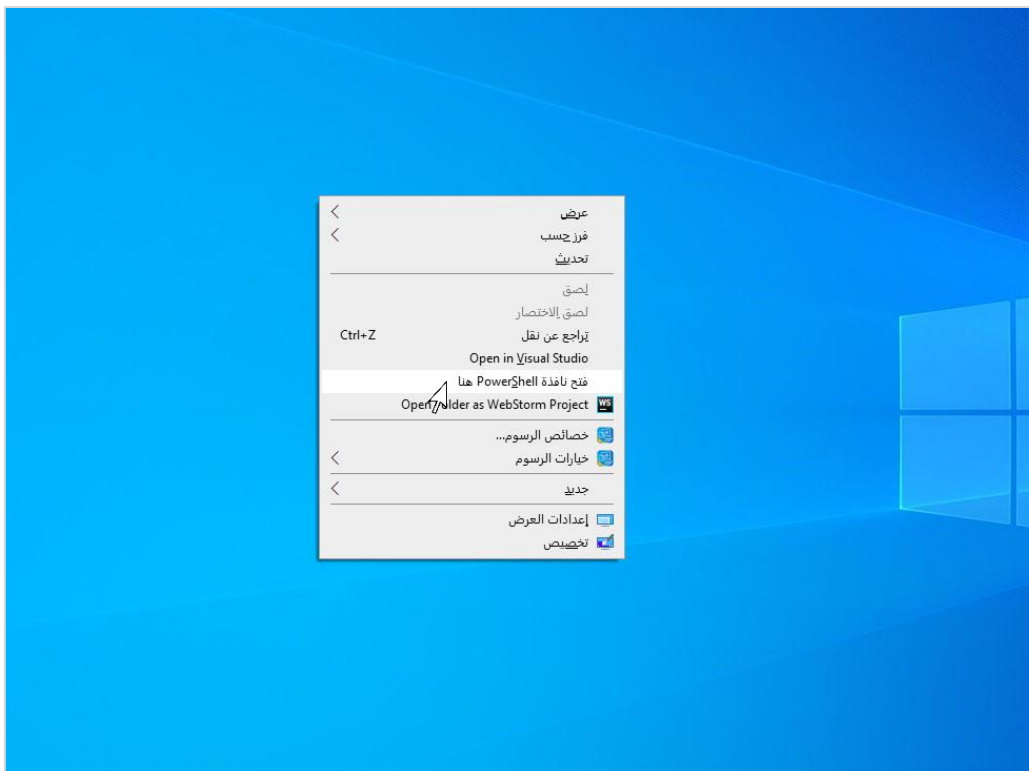 عرض
فرز حسب
تحديث
لصق
لصق الاختصار
تراجع عن نقل Ctrl+Z
Open in Visual Studio
فتح نافذة PowerShell هنا
Open Folder as WebStorm Project WS
خصائص الرسوم...
خيارات الرسوم
جديد
إعدادات العرض
تخصيص